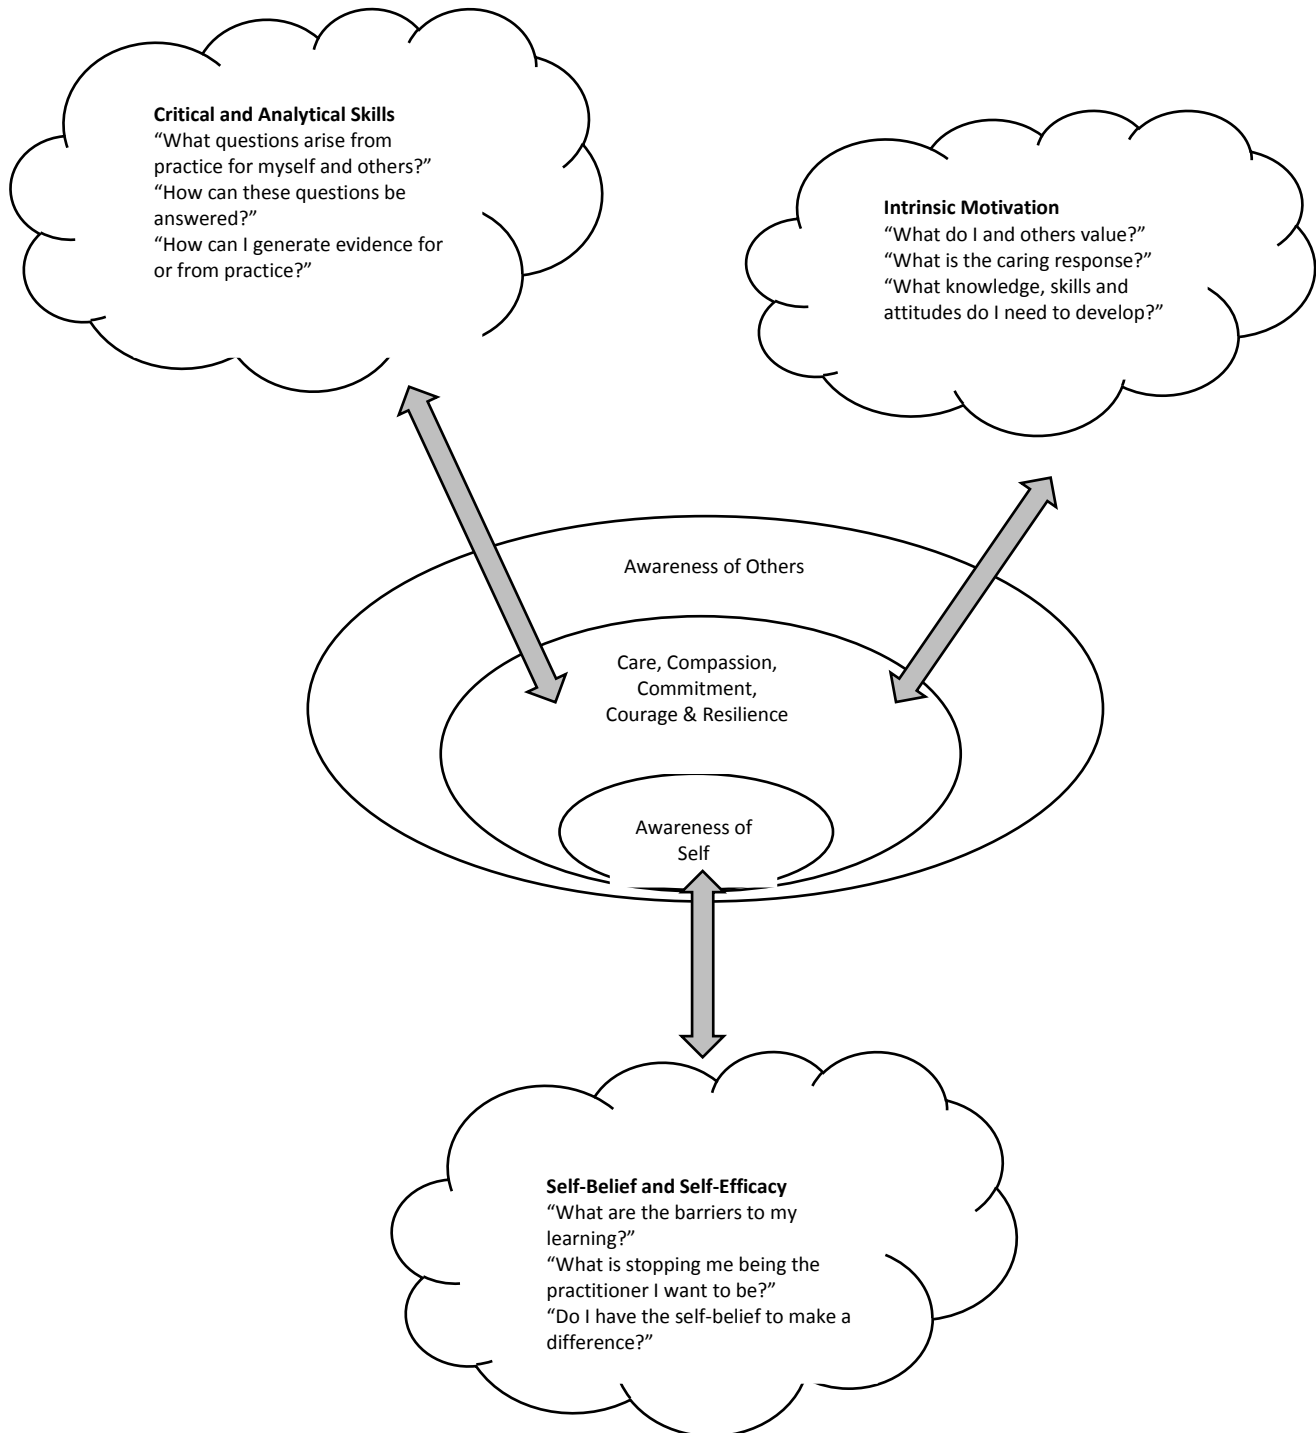 Critical and Analytical Skills
“What questions arise from
practice for myself and others?”
“How can these questions be
answered?”
“How can I generate evidence for
or from practice?”
Intrinsic Motivation
“What do I and others value?”
“What is the caring response?”
“What knowledge, skills and
attitudes do I need to develop?”
Awareness of Others
Care, Compassion,
Commitment,
Courage & Resilience
Awareness of
Self
Self-Belief and Self-Efficacy
“What are the barriers to my
learning?”
“What is stopping me being the
practitioner I want to be?”
“Do I have the self-belief to make a
difference?”